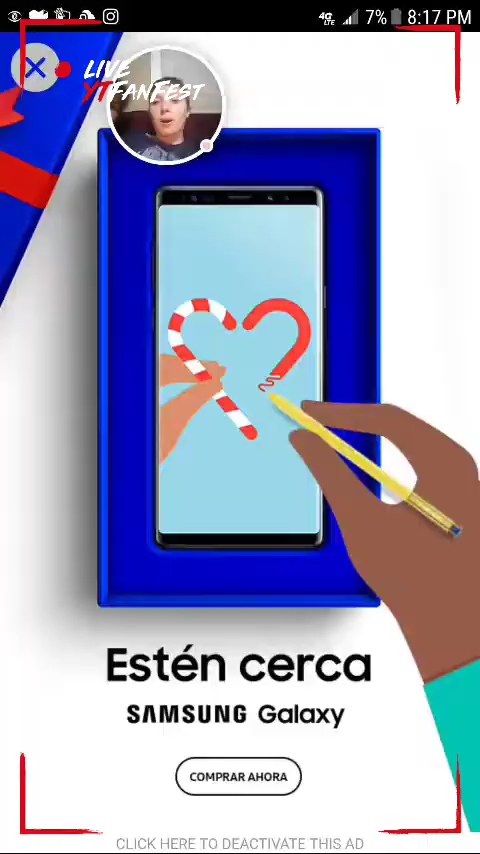 4G
LTE
7%
8:17 PM
LIVE
YTFANFEST
Estén cerca
SAMSUNG Galaxy
COMPRAR AHORA
CLICK HERE TO DEACTIVATE THIS AD